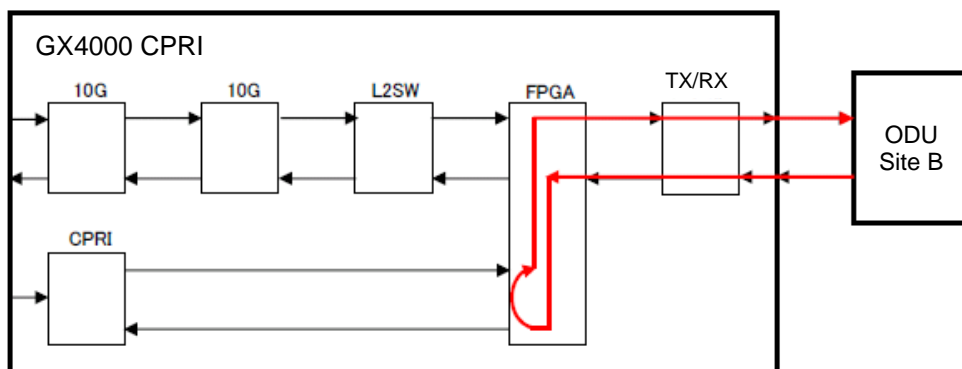 GX4000 CPRI
10G
10G
L2SW
FPGA
TX/RX
ODU
Site B
CPRI